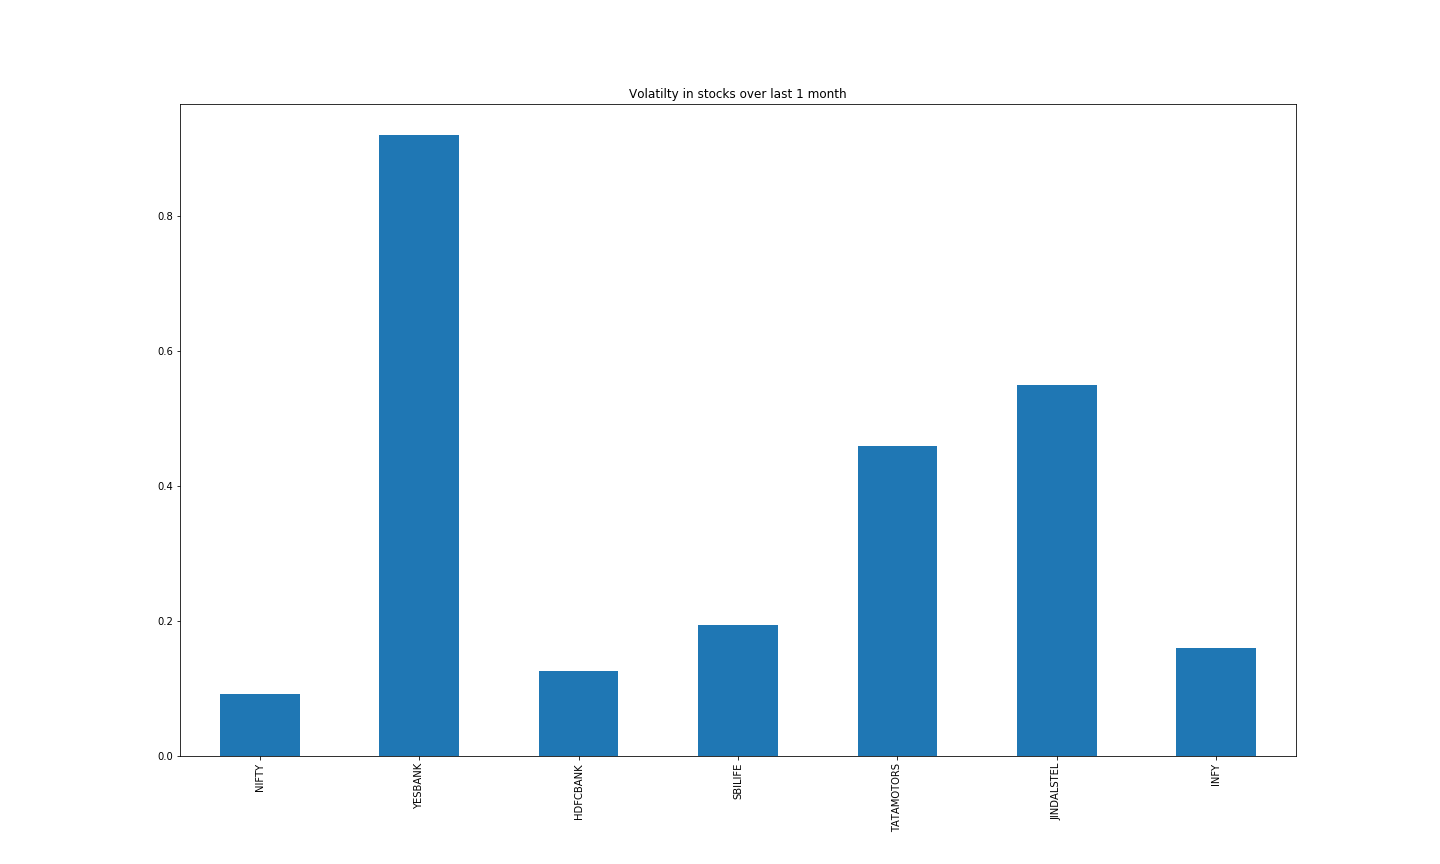 Volatilty in stocks over last 1 month
0.8
0.6
0.4
0.2
0.0
NIFTY
YESBANK
HDFCBANK
SBILIFE
TATAMOTORS
JINDALSTEL
INFY